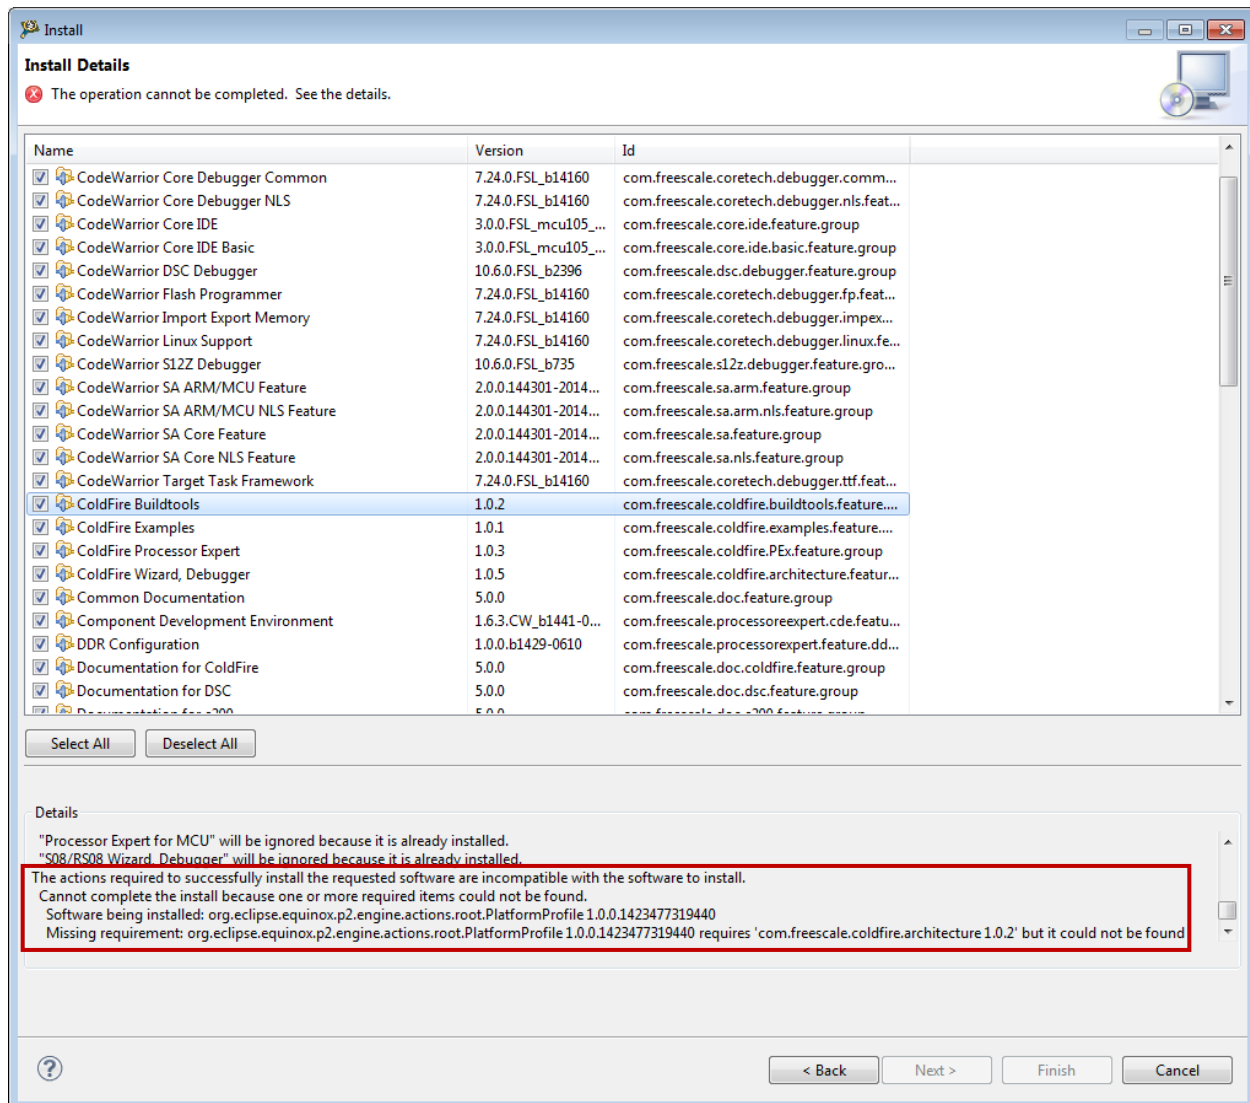 Install
Install Details
The operation cannot be completed.  See the details.
Name Version Id
CodeWarrior Core Debugger Common 7.24.0.FSL_b14160 com.freescale.coretech.debugger.comm...
CodeWarrior Core Debugger NLS 7.24.0.FSL_b14160 com.freescale.coretech.debugger.nls.feat...
CodeWarrior Core IDE 3.0.0.FSL_mcu105_... com.freescale.core.ide.feature.group
CodeWarrior Core IDE Basic 3.0.0.FSL_mcu105_... com.freescale.core.ide.basic.feature.group
CodeWarrior DSC Debugger 10.6.0.FSL_b2396 com.freescale.dsc.debugger.feature.group
CodeWarrior Flash Programmer 7.24.0.FSL_b14160 com.freescale.coretech.debugger.fp.feat...
CodeWarrior Import Export Memory 7.24.0.FSL_b14160 com.freescale.coretech.debugger.impex...
CodeWarrior Linux Support 7.24.0.FSL_b14160 com.freescale.coretech.debugger.linux.fe...
CodeWarrior S12Z Debugger 10.6.0.FSL_b735 com.freescale.s12z.debugger.feature.gro...
CodeWarrior SA ARM/MCU Feature 2.0.0.144301-2014... com.freescale.sa.arm.feature.group
CodeWarrior SA ARM/MCU NLS Feature 2.0.0.144301-2014... com.freescale.sa.arm.nls.feature.group
CodeWarrior SA Core Feature 2.0.0.144301-2014... com.freescale.sa.feature.group
CodeWarrior SA Core NLS Feature 2.0.0.144301-2014... com.freescale.sa.nls.feature.group
CodeWarrior Target Task Framework 7.24.0.FSL_b14160 com.freescale.coretech.debugger.ttf.feat...
ColdFire Buildtools 1.0.2 com.freescale.coldfire.buildtools.feature....
ColdFire Examples 1.0.1 com.freescale.coldfire.examples.feature....
ColdFire Processor Expert 1.0.3 com.freescale.coldfire.PEx.feature.group
ColdFire Wizard, Debugger 1.0.5 com.freescale.coldfire.architecture.featur...
Common Documentation 5.0.0 com.freescale.doc.feature.group
Component Development Environment 1.6.3.CW_b1441-0... com.freescale.processoreexpert.cde.featu...
DDR Configuration 1.0.0.b1429-0610 com.freescale.processorexpert.feature.dd...
Documentation for ColdFire 5.0.0 com.freescale.doc.coldfire.feature.group
Documentation for DSC 5.0.0 com.freescale.doc.dsc.feature.group
Select All Deselect All
Details
"Processor Expert for MCU" will be ignored because it is already installed.
"S08/RS08 Wizard, Debugger" will be ignored because it is already installed.
The actions required to successfully install the requested software are incompatible with the software to install.
Cannot complete the install because one or more required items could not be found.
Software being installed: org.eclipse.equinox.p2.engine.actions.root.PlatformProfile 1.0.0.1423477319440
Missing requirement: org.eclipse.equinox.p2.engine.actions.root.PlatformProfile 1.0.0.1423477319440 requires 'com.freescale.coldfire.architecture 1.0.2' but it could not be found
? < Back Next > Finish Cancel